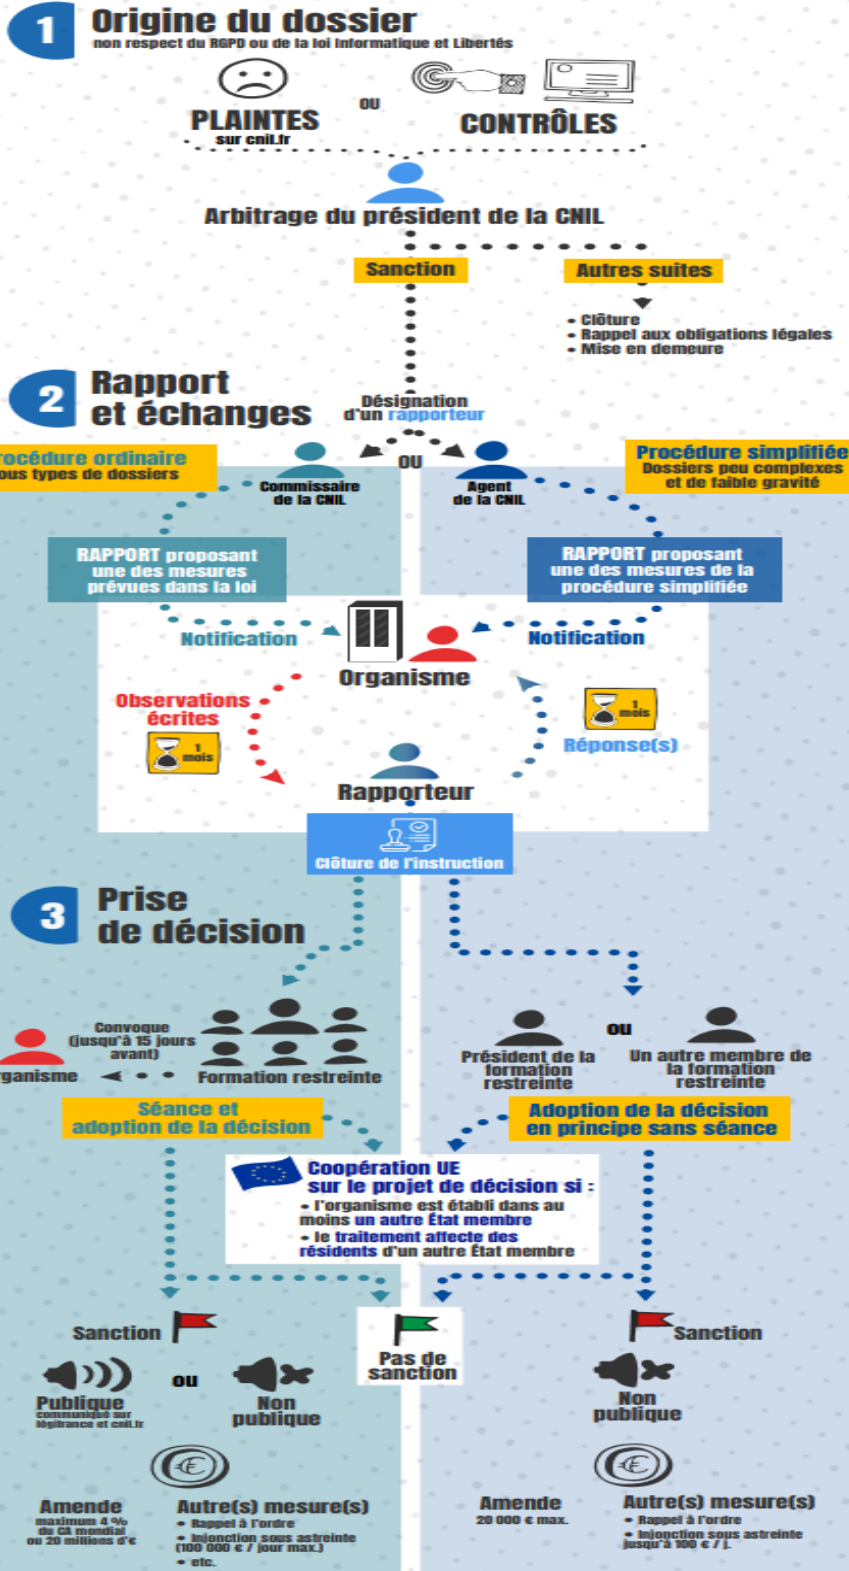 1
Origine du dossier
non respect du RGPD ou de la loi Informatique et Libertés
PLAINTES
sur cnil.fr
OU
CONTRÔLES
Arbitrage du président de la CNIL
Sanction
Autres suites
• Clôture
• Rappel aux obligations légales
• Mise en demeure
2
Rapport
et échanges
Désignation
d'un rapporteur
rocédure ordinaire
ous types de dossiers
Commissaire
de la CNIL
OU
Agent
de la CNIL
Procédure simplifiée
Dossiers peu complexes
et de faible gravité
RAPPORT proposant
une des mesures
prévues dans la loi
RAPPORT proposant
une des mesures de la
procédure simplifiée
Notification
Notification
Organisme
Observations
écrites
1
mois
1
mois
Réponse(s)
Rapporteur
Clôture de l'instruction
3
Prise
de décision
Convoque
(jusqu'à 15 jours
avant)
rganisme
Formation restreinte
Président de la
formation
restreinte
ou
Un autre membre de
la formation
restreinte
Séance et
adoption de la décision
Adoption de la décision
en principe sans séance
Coopération UE
sur le projet de décision si :
• l'organisme est établi dans au
moins un autre État membre
• le traitement affecte des
résidents d'un autre État membre
Sanction
Pas de
sanction
Sanction
Publique
communiqué sur
légifrance et cnil.fr
ou
Non
publique
Non
publique
Amende
maximum 4 %
du CA mondial
ou 20 millions d'€
Autre(s) mesure(s)
• Rappel à l'ordre
• Injonction sous astreinte
(100 000 € / jour max.)
• etc.
Amende
20 000 € max.
Autre(s) mesure(s)
• Rappel à l'ordre
• Injonction sous astreinte
jusqu'à 100 € / j.